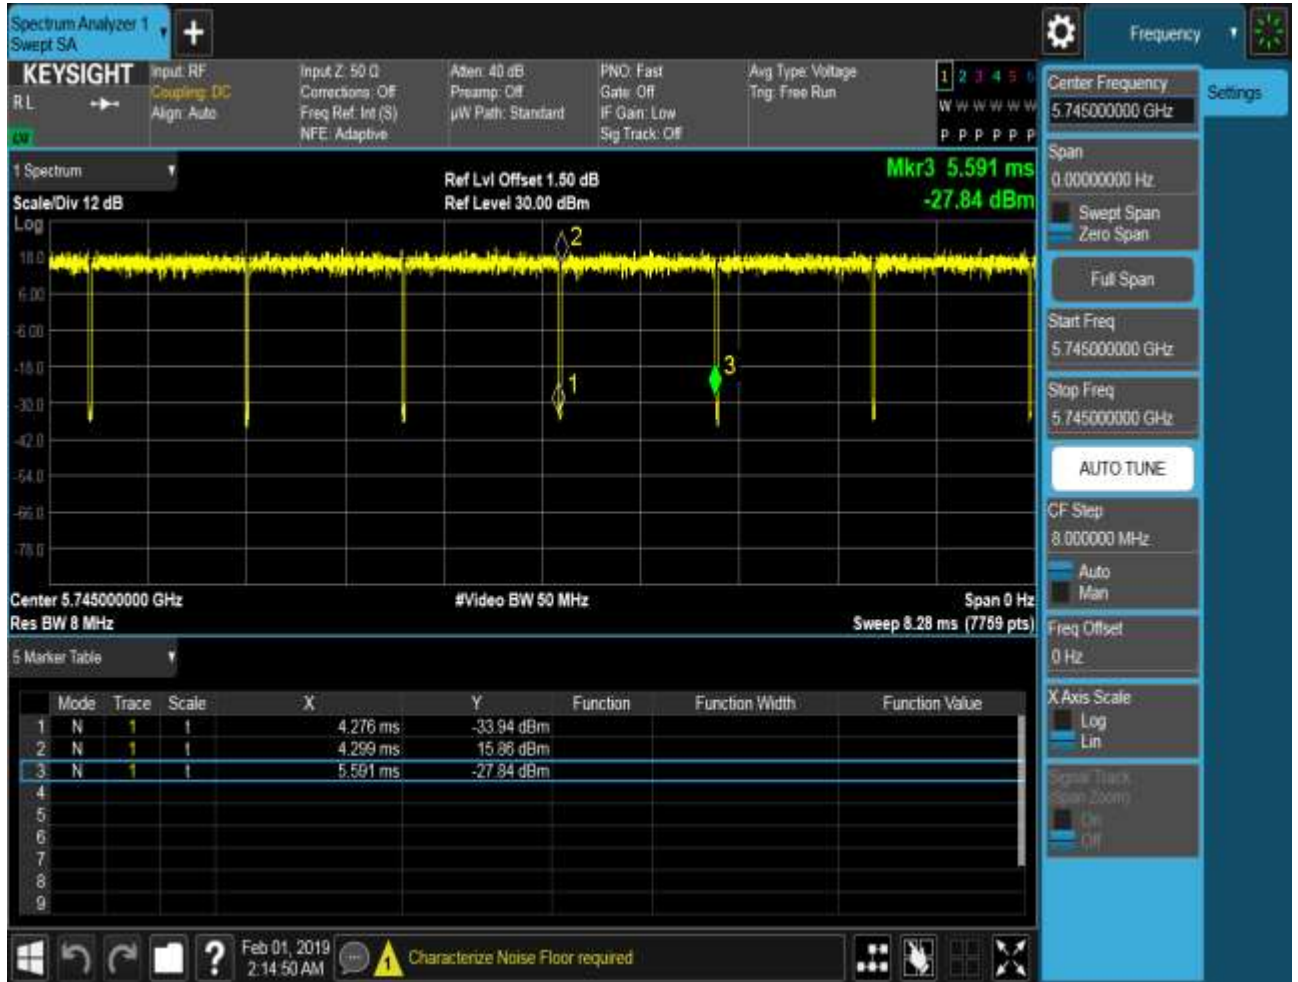 Spectrum Analyzer 1
Swept SA
+
Frequency
KEYSIGHT
RL
Input: RF
Coupling: DC
Align: Auto
Input Z: 50 Ω
Corrections: Off
Freq Ref: Int (S)
NFE: Adaptive
Atten: 40 dB
Preamp: Off
µW Path: Standard
PNO: Fast
Gate: Off
IF Gain: Low
Sig Track: Off
Avg Type: Voltage
Trig: Free Run
1 2 3 4 5 6
W W W W W W
P P P P P P
1 Spectrum
Scale/Div 12 dB
Ref Lvl Offset 1.50 dB
Ref Level 30.00 dBm
Mkr3 5.591 ms
-27.84 dBm
Log
18.0
6.00
-6.00
-18.0
-30.0
-42.0
-54.0
-66.0
-78.0
2
1
3
Center 5.745000000 GHz
#Video BW 50 MHz
Span 0 Hz
Res BW 8 MHz
Sweep 8.28 ms (7759 pts)
5 Marker Table
Mode Trace Scale X Y Function Function Width Function Value
1 N 1 t 4.276 ms -33.94 dBm
2 N 1 t 4.299 ms 15.86 dBm
3 N 1 t 5.591 ms -27.84 dBm
4
5
6
7
8
9
Feb 01, 2019
2:14:50 AM
?
1
Characterize Noise Floor required
Center Frequency
5.745000000 GHz
Settings
Span
0.00000000 Hz
Swept Span
Zero Span
Full Span
Start Freq
5.745000000 GHz
Stop Freq
5.745000000 GHz
AUTO TUNE
CF Step
8.000000 MHz
Auto
Man
Freq Offset
0 Hz
X Axis Scale
Log
Lin
Signal Track
(Span Zoom)
On
Off